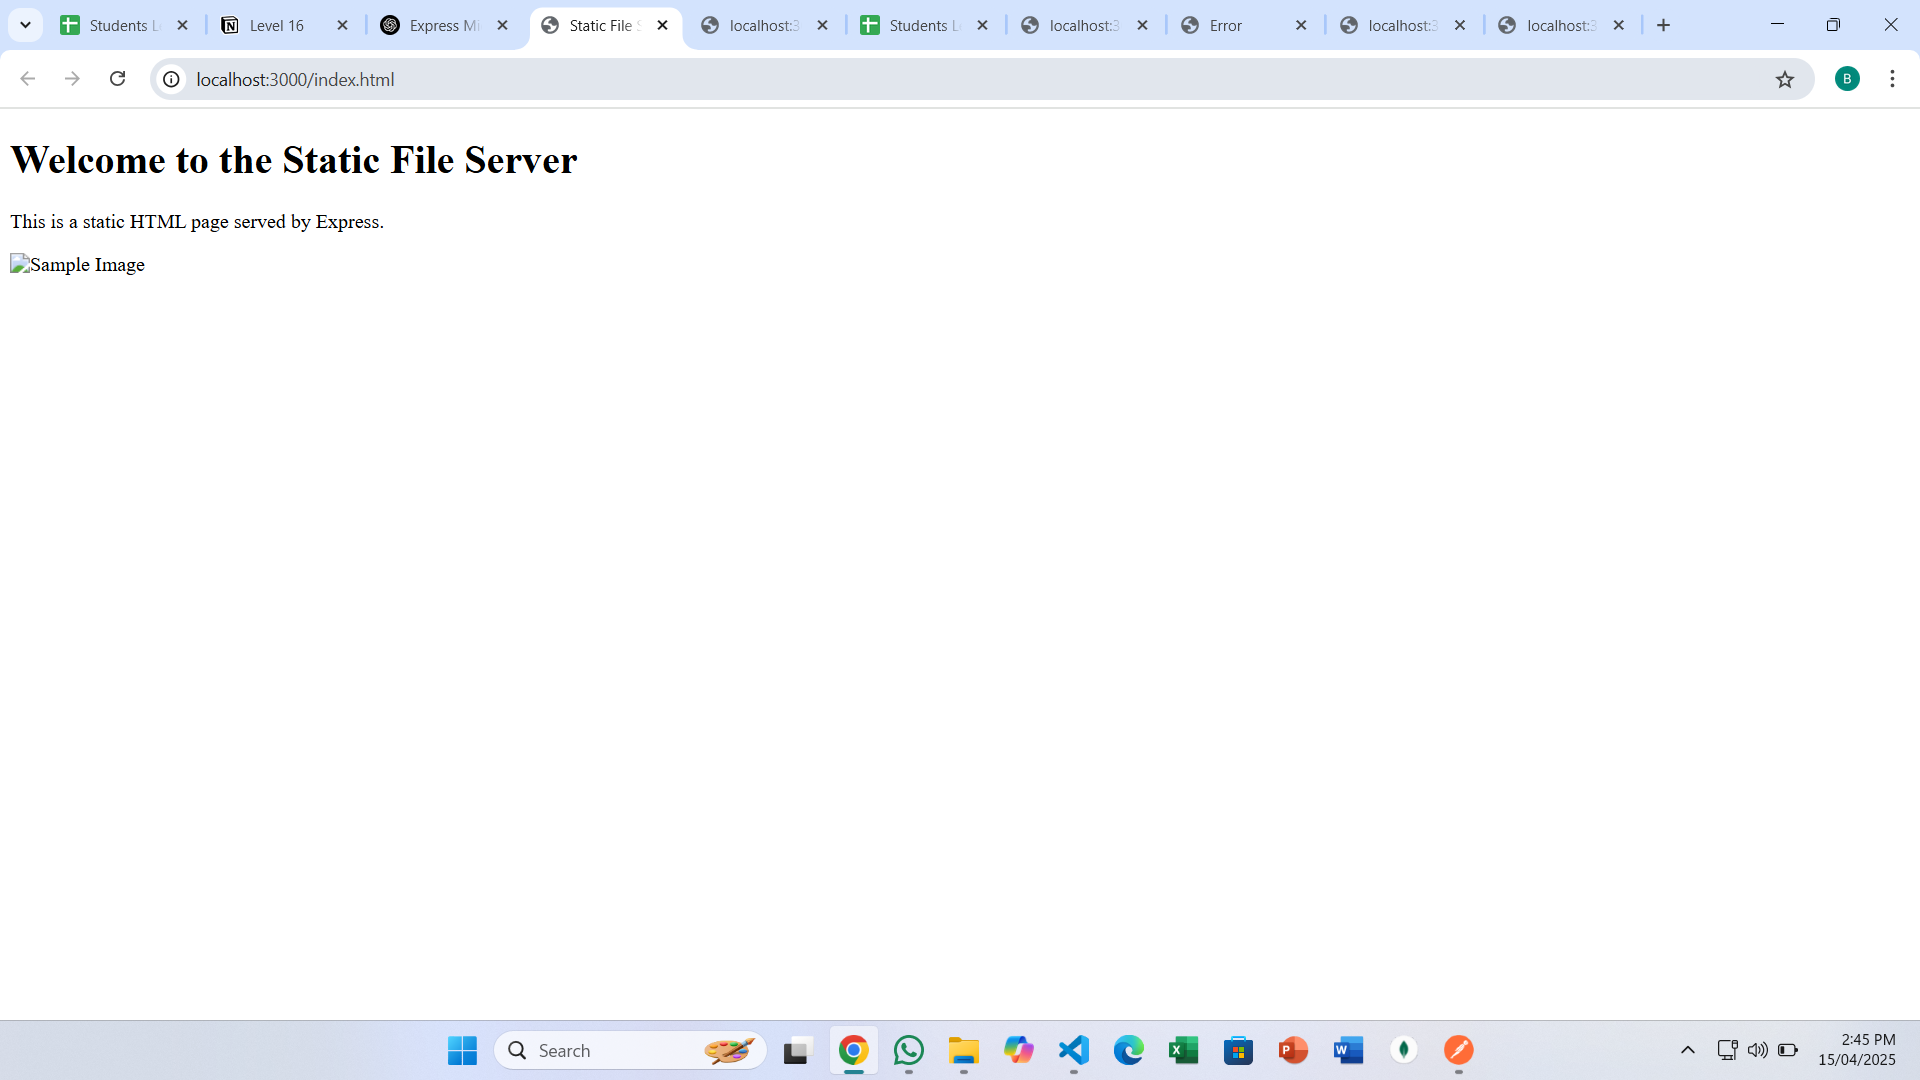 Students L
Level 16
Express Mi
Static File S
localhost:3
Students L
localhost:3
Error
localhost:3
localhost:3
localhost:3000/index.html
B
Welcome to the Static File Server
This is a static HTML page served by Express.
Sample Image
Search
2:45 PM
15/04/2025